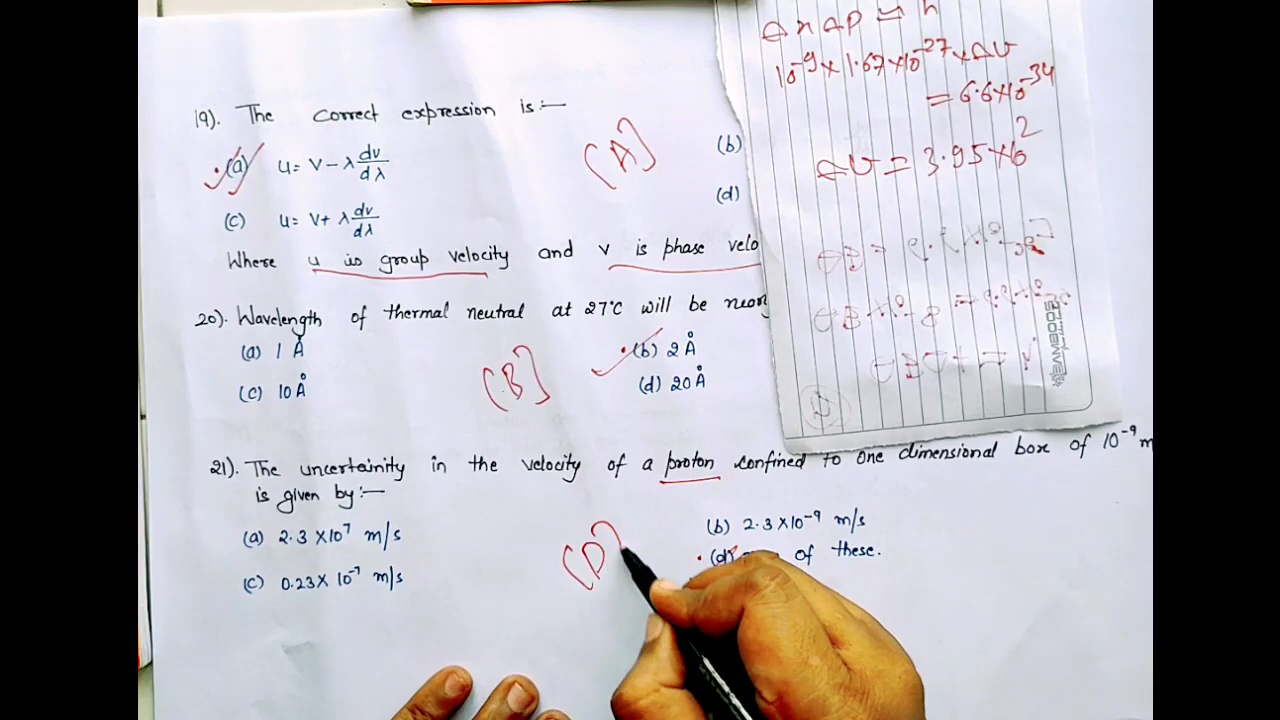 Δx ΔP = h
10⁻⁹ × 1.67×10⁻²⁷ × Δv
= 6.6×10⁻³⁴
Δv = 3.95×10²
19). The correct expression is :—
(a) u = v − λ dv/dλ
[A]
(b)
(c) u = v + λ dv/dλ
(d)
Where u is group velocity and v is phase velo
20). Wavelength of thermal neutral at 27°C will be near
(a) 1 Å
(b) 2 Å
[B]
(c) 10 Å
(d) 20 Å
21). The uncertainity in the velocity of a proton confined to one dimensional box of 10⁻⁹ m
is given by :—
(a) 2.3 × 10⁷ m/s
(b) 2.3 × 10⁻⁹ m/s
[D]
(d) of these.
(c) 0.23 × 10⁻⁷ m/s